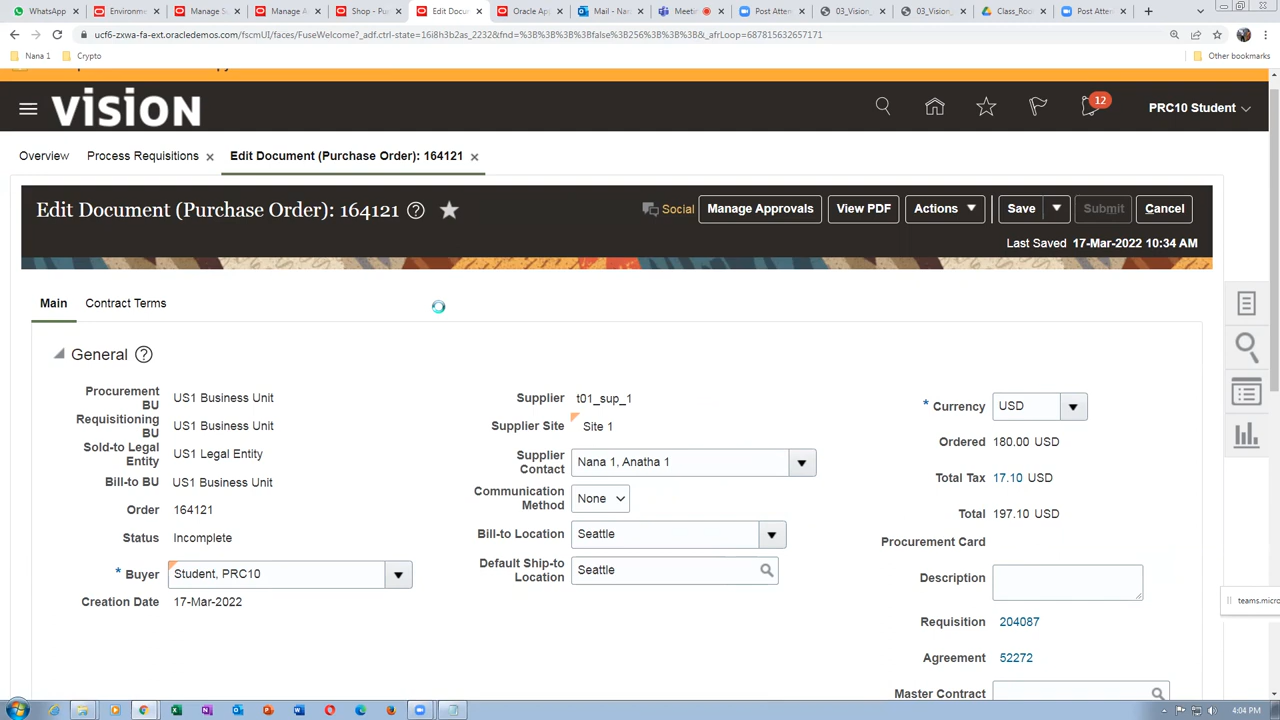 WhatsApp
Environme
Manage S
Manage A
Shop - Pu
Edit Docu
Oracle Ap
Mail - Nan
Meeta
Post Atten
03_Vision_
03_Vision_
Class_Roo
Post Atten
ucf6-zxwa-fa-ext.oracledemos.com/fscmUI/faces/FuseWelcome?_adf.ctrl-state=16i8h3b2as_2232&fnd=%3B%3B%3B%3Bfalse%3B256%3B%3B%3B&_afrLoop=687815632657171
Nana 1
Crypto
Other bookmarks
VISION
12
PRC10 Student
Overview
Process Requisitions
Edit Document (Purchase Order): 164121
Edit Document (Purchase Order): 164121
Social
Manage Approvals
View PDF
Actions
Save
Submit
Cancel
Last Saved 17-Mar-2022 10:34 AM
Main
Contract Terms
General
Procurement BU US1 Business Unit
Requisitioning BU US1 Business Unit
Sold-to Legal Entity US1 Legal Entity
Bill-to BU US1 Business Unit
Order 164121
Status Incomplete
* Buyer Student, PRC10
Creation Date 17-Mar-2022
Supplier t01_sup_1
Supplier Site Site 1
Supplier Contact Nana 1, Anatha 1
Communication Method None
Bill-to Location Seattle
Default Ship-to Location Seattle
* Currency USD
Ordered 180.00 USD
Total Tax 17.10 USD
Total 197.10 USD
Procurement Card
Description
Requisition 204087
Agreement 52272
Master Contract
teams.micro
4:04 PM